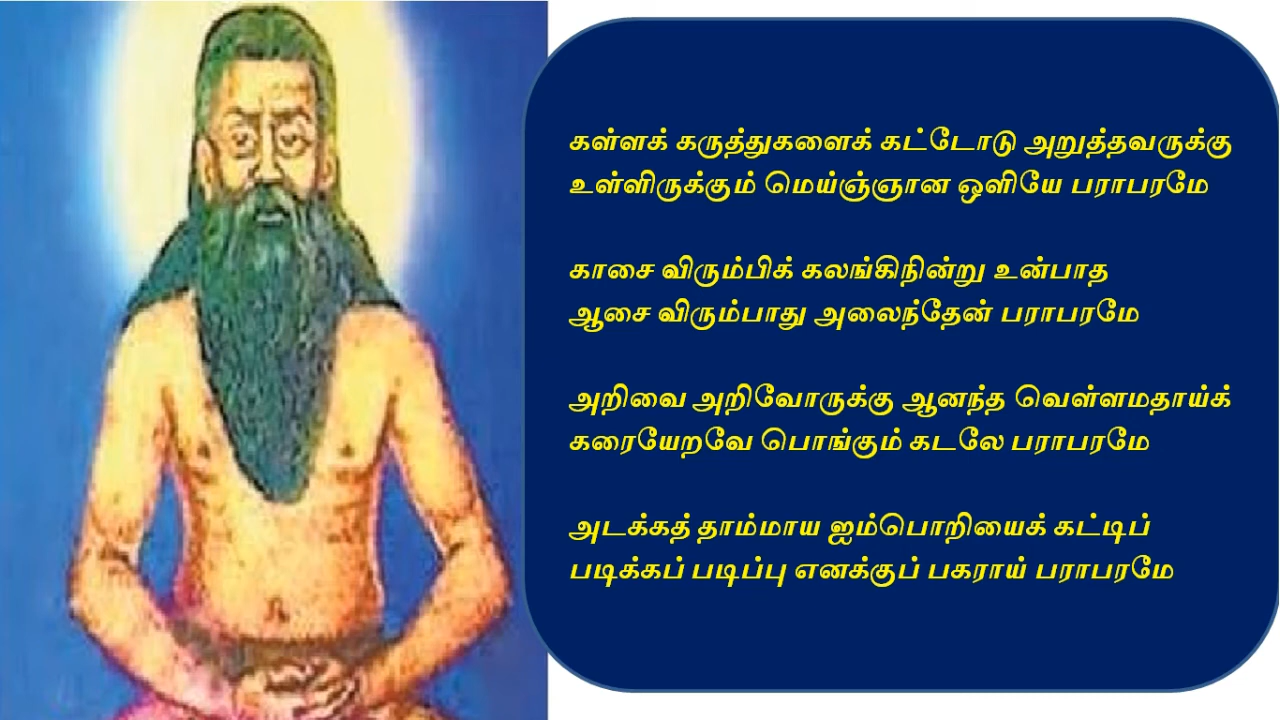 கள்ளக் கருத்துகளைக் கட்டோடு அறுத்தவருக்கு
உள்ளிருக்கும் மெய்ஞ்ஞான ஒளியே பராபரமே
காசை விரும்பிக் கலங்கிநின்று உன்பாத
ஆசை விரும்பாது அலைந்தேன் பராபரமே
அறிவை அறிவோருக்கு ஆனந்த வெள்ளமதாய்க்
கரையேறவே பொங்கும் கடலே பராபரமே
அடக்கத் தாம்மாய ஐம்பொறியைக் கட்டிப்
படிக்கப் படிப்பு எனக்குப் பகராய் பராபரமே